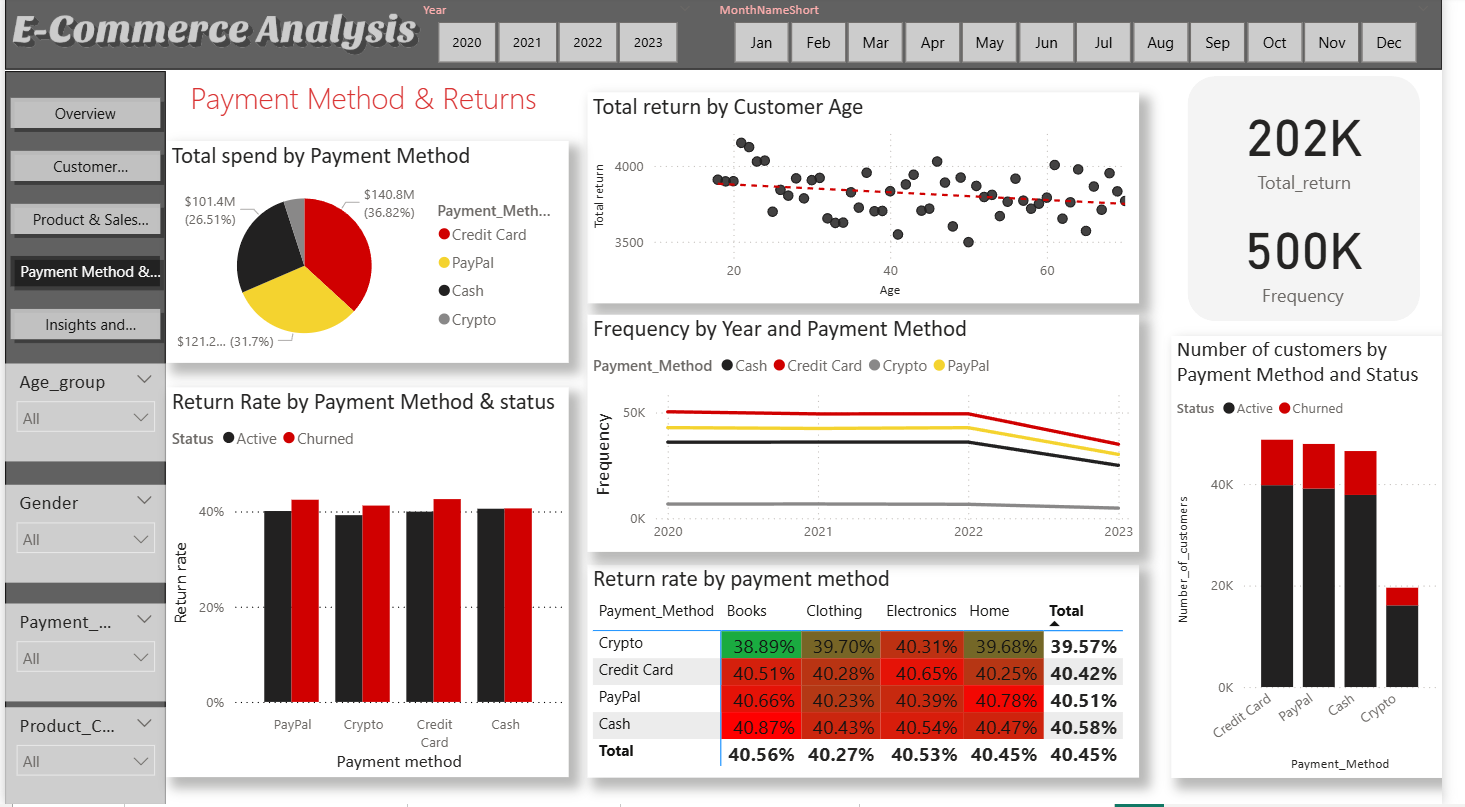 E-Commerce Analysis
Year
2020 2021 2022 2023
MonthNameShort
Jan Feb Mar Apr May Jun Jul Aug Sep Oct Nov Dec
Overview
Customer...
Product & Sales...
Payment Method &...
Insights and...
Age_group
All
Gender
All
Payment_...
All
Product_C...
All
Payment Method & Returns
Total spend by Payment Method
$101.4M
(26.51%)
$140.8M
(36.82%)
$121.2... (31.7%)
Payment_Meth...
Credit Card
PayPal
Cash
Crypto
Return Rate by Payment Method & status
Status Active Churned
Return rate
40%
20%
0%
PayPal Crypto Credit Card Cash
Payment method
Total return by Customer Age
Total return
4000
3500
20 40 60
Age
Frequency by Year and Payment Method
Payment_Method Cash Credit Card Crypto PayPal
Frequency
50K
0K
2020 2021 2022 2023
Return rate by payment method
Payment_Method Books Clothing Electronics Home Total
Crypto 38.89% 39.70% 40.31% 39.68% 39.57%
Credit Card 40.51% 40.28% 40.65% 40.25% 40.42%
PayPal 40.66% 40.23% 40.39% 40.78% 40.51%
Cash 40.87% 40.43% 40.54% 40.47% 40.58%
Total 40.56% 40.27% 40.53% 40.45% 40.45%
202K
Total_return
500K
Frequency
Number of customers by
Payment Method and Status
Status Active Churned
Number_of_customers
40K
20K
0K
Credit Card PayPal Cash Crypto
Payment_Method